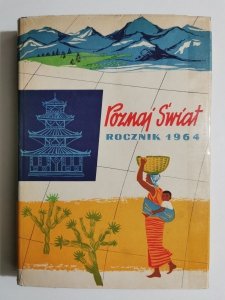 Poznaj Świat
ROCZNIK 1964